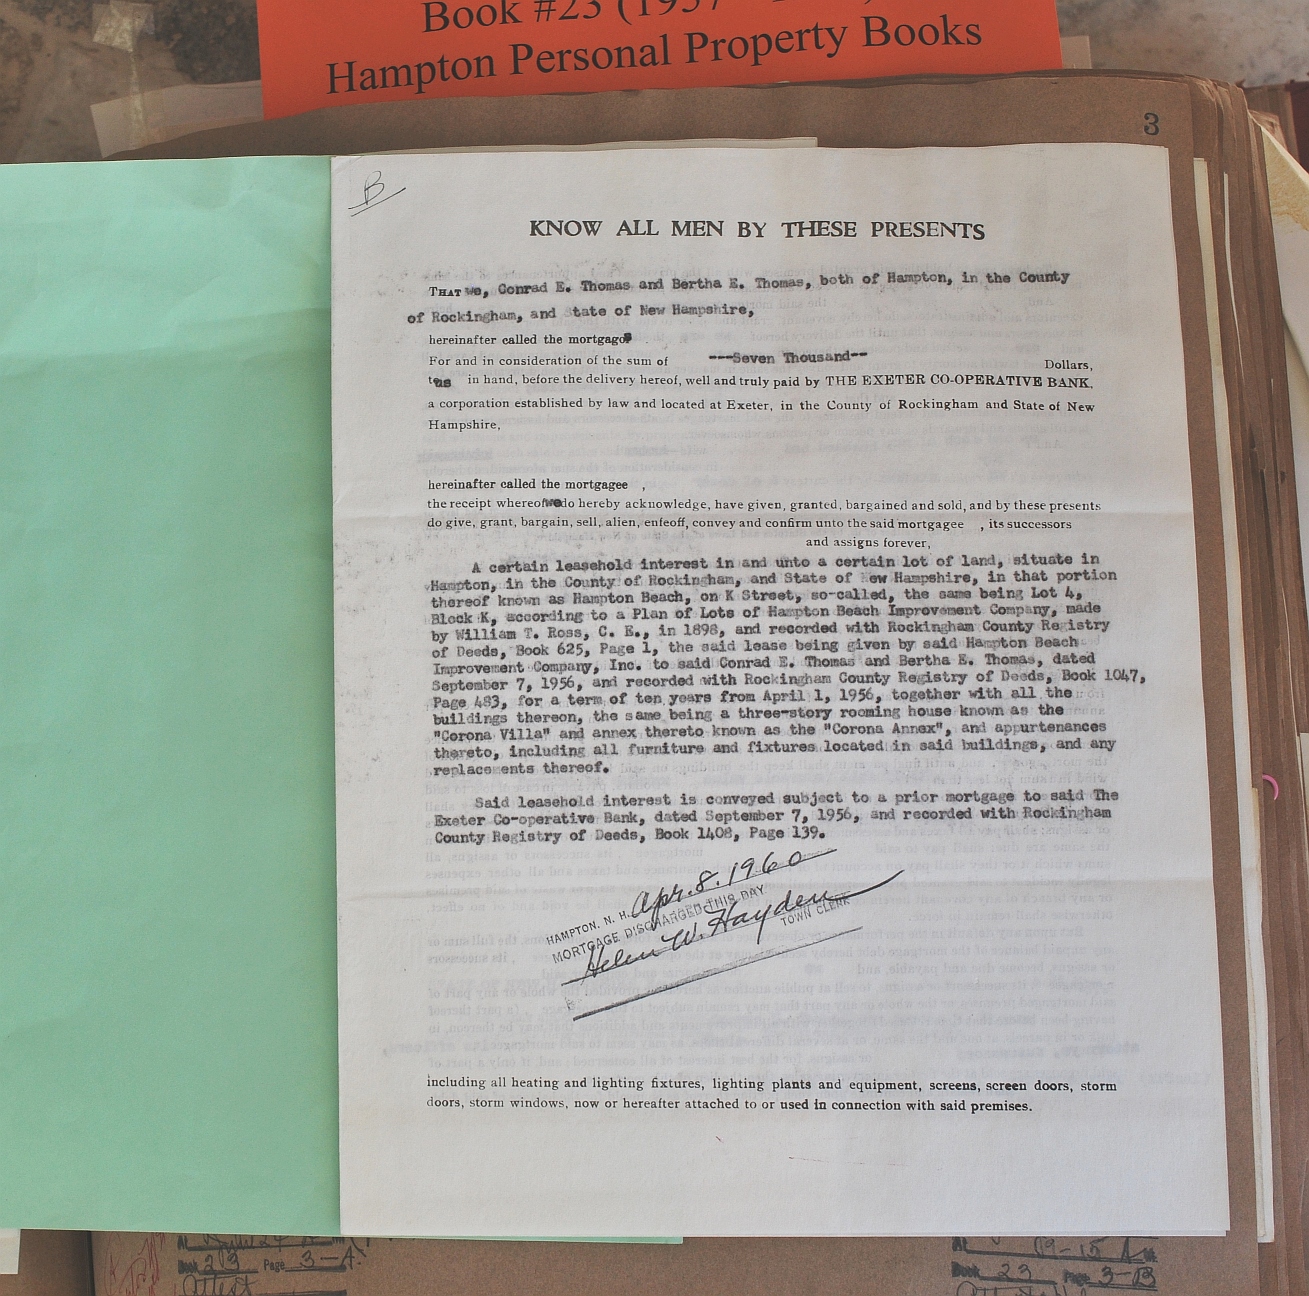 Book #23 (1957
Hampton Personal Property Books
3
B
KNOW ALL MEN BY THESE PRESENTS
THAT we, Conrad E. Thomas and Bertha E. Thomas, both of Hampton, in the County
of Rockingham, and State of New Hampshire,
hereinafter called the mortgagos
For and in consideration of the sum of ---Seven Thousand-- Dollars,
to us in hand, before the delivery hereof, well and truly paid by THE EXETER CO-OPERATIVE BANK,
a corporation established by law and located at Exeter, in the County of Rockingham and State of New
Hampshire,
hereinafter called the mortgagee ,
the receipt whereof we do hereby acknowledge, have given, granted, bargained and sold, and by these presents
do give, grant, bargain, sell, alien, enfeoff, convey and confirm unto the said mortgagee , its successors
and assigns forever,
A certain leasehold interest in and unto a certain lot of land, situate in
Hampton, in the County of Rockingham, and State of New Hampshire, in that portion
thereof known as Hampton Beach, on K Street, so-called, the same being Lot 4,
Block K, according to a Plan of Lots of Hampton Beach Improvement Company, made
by William T. Ross, C. E., in 1898, and recorded with Rockingham County Registry
of Deeds, Book 625, Page 1, the said lease being given by said Hampton Beach
Improvement Company, Inc. to said Conrad E. Thomas and Bertha E. Thomas, dated
September 7, 1956, and recorded with Rockingham County Registry of Deeds, Book 1047,
Page 483, for a term of ten years from April 1, 1956, together with all the
buildings thereon, the same being a three-story rooming house known as the
"Corona Villa" and annex thereto known as the "Corona Annex", and appurtenances
thereto, including all furniture and fixtures located in said buildings, and any
replacements thereof.
Said leasehold interest is conveyed subject to a prior mortgage to said The
Exeter Co-operative Bank, dated September 7, 1956, and recorded with Rockingham
County Registry of Deeds, Book 1408, Page 139.
HAMPTON, N. H. Apr. 8. 1960
MORTGAGE DISCHARGED THIS DAY
Helen W. Hayden TOWN CLERK
including all heating and lighting fixtures, lighting plants and equipment, screens, screen doors, storm
doors, storm windows, now or hereafter attached to or used in connection with said premises.
Book 23 Page 3-A
Attest
At 9-15 A M.
Book 23 Page 3-B